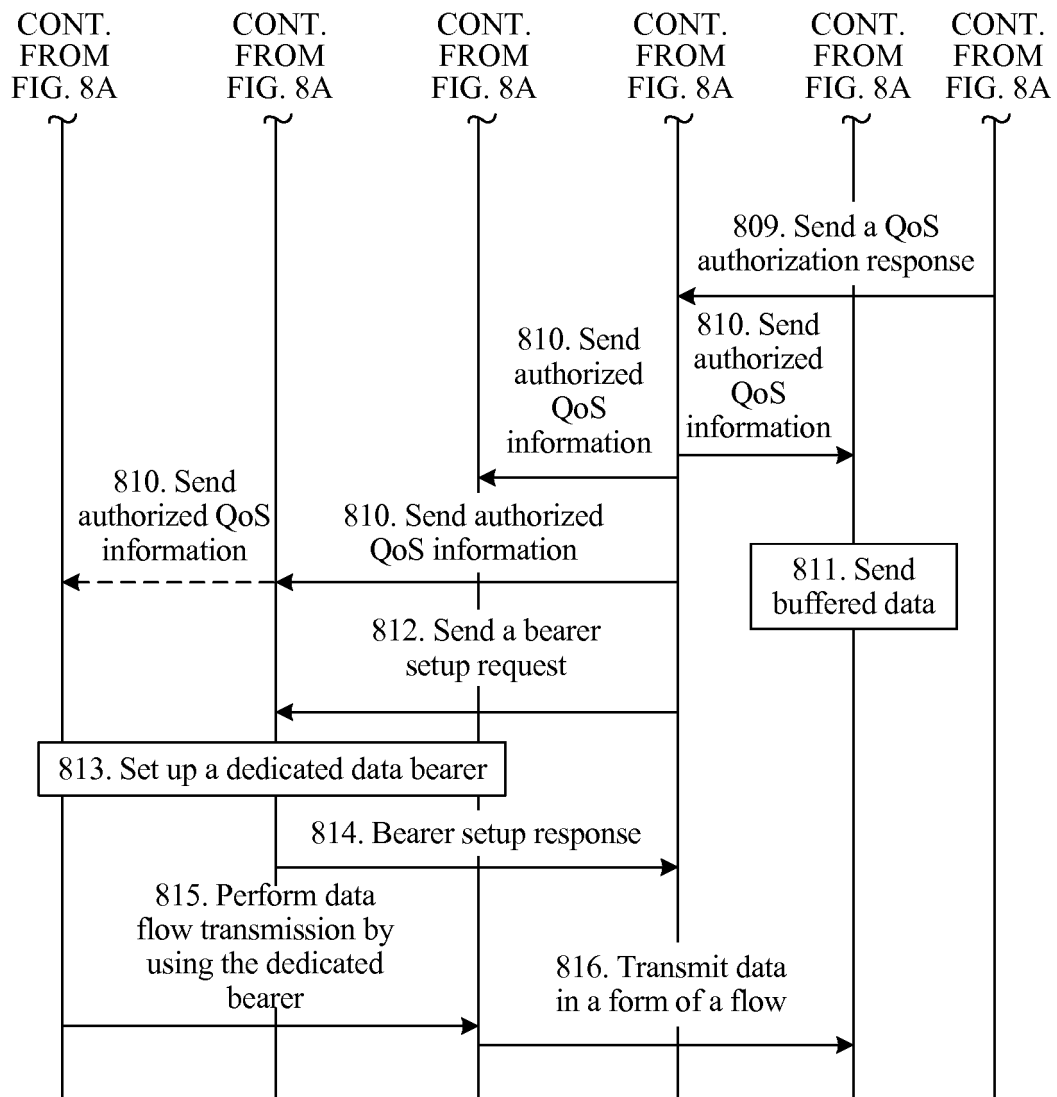 CONT.
FROM
FIG. 8A
CONT.
FROM
FIG. 8A
CONT.
FROM
FIG. 8A
CONT.
FROM
FIG. 8A
CONT.
FROM
FIG. 8A
CONT.
FROM
FIG. 8A
809. Send a QoS
authorization response
810. Send
authorized
QoS
information
810. Send
authorized
QoS
information
810. Send
authorized QoS
information
810. Send authorized
QoS information
811. Send
buffered data
812. Send a bearer
setup request
813. Set up a dedicated data bearer
814. Bearer setup response
815. Perform data
flow transmission by
using the dedicated
bearer
816. Transmit data
in a form of a flow